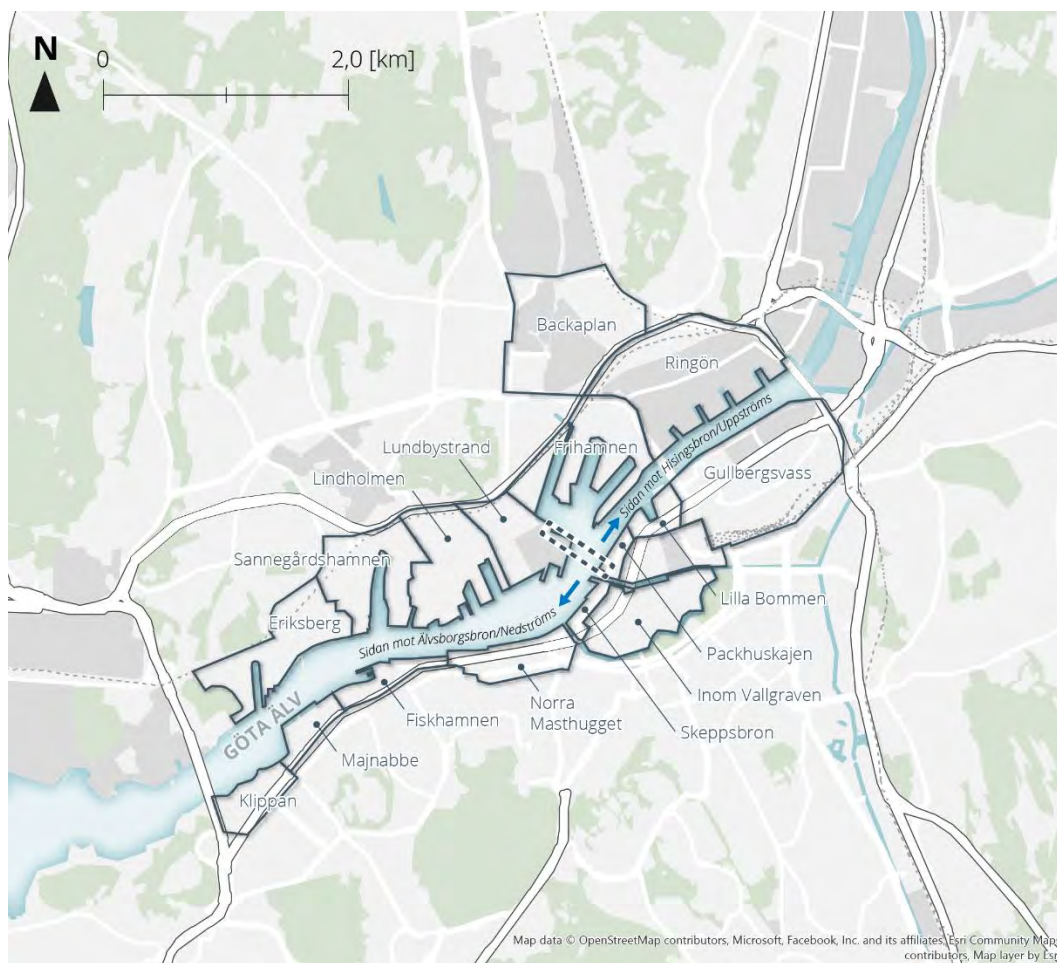 N
0 2,0 [km]
Backaplan
Ringön
Lundbystrand
Frihamnen
Lindholmen
Sidan mot Hisingsbron/Uppströms
Gullbergsvass
Sannegårdshamnen
Eriksberg
Lilla Bommen
Sidan mot Älvsborgsbron/Nedströms
Packhuskajen
Inom Vallgraven
Norra
Masthugget
Skeppsbron
Fiskhamnen
GÖTA ÄLV
Majnabbe
Klippan
Map data © OpenStreetMap contributors, Microsoft, Facebook, Inc. and its affiliates, Esri Community Maps
contributors, Map layer by Es